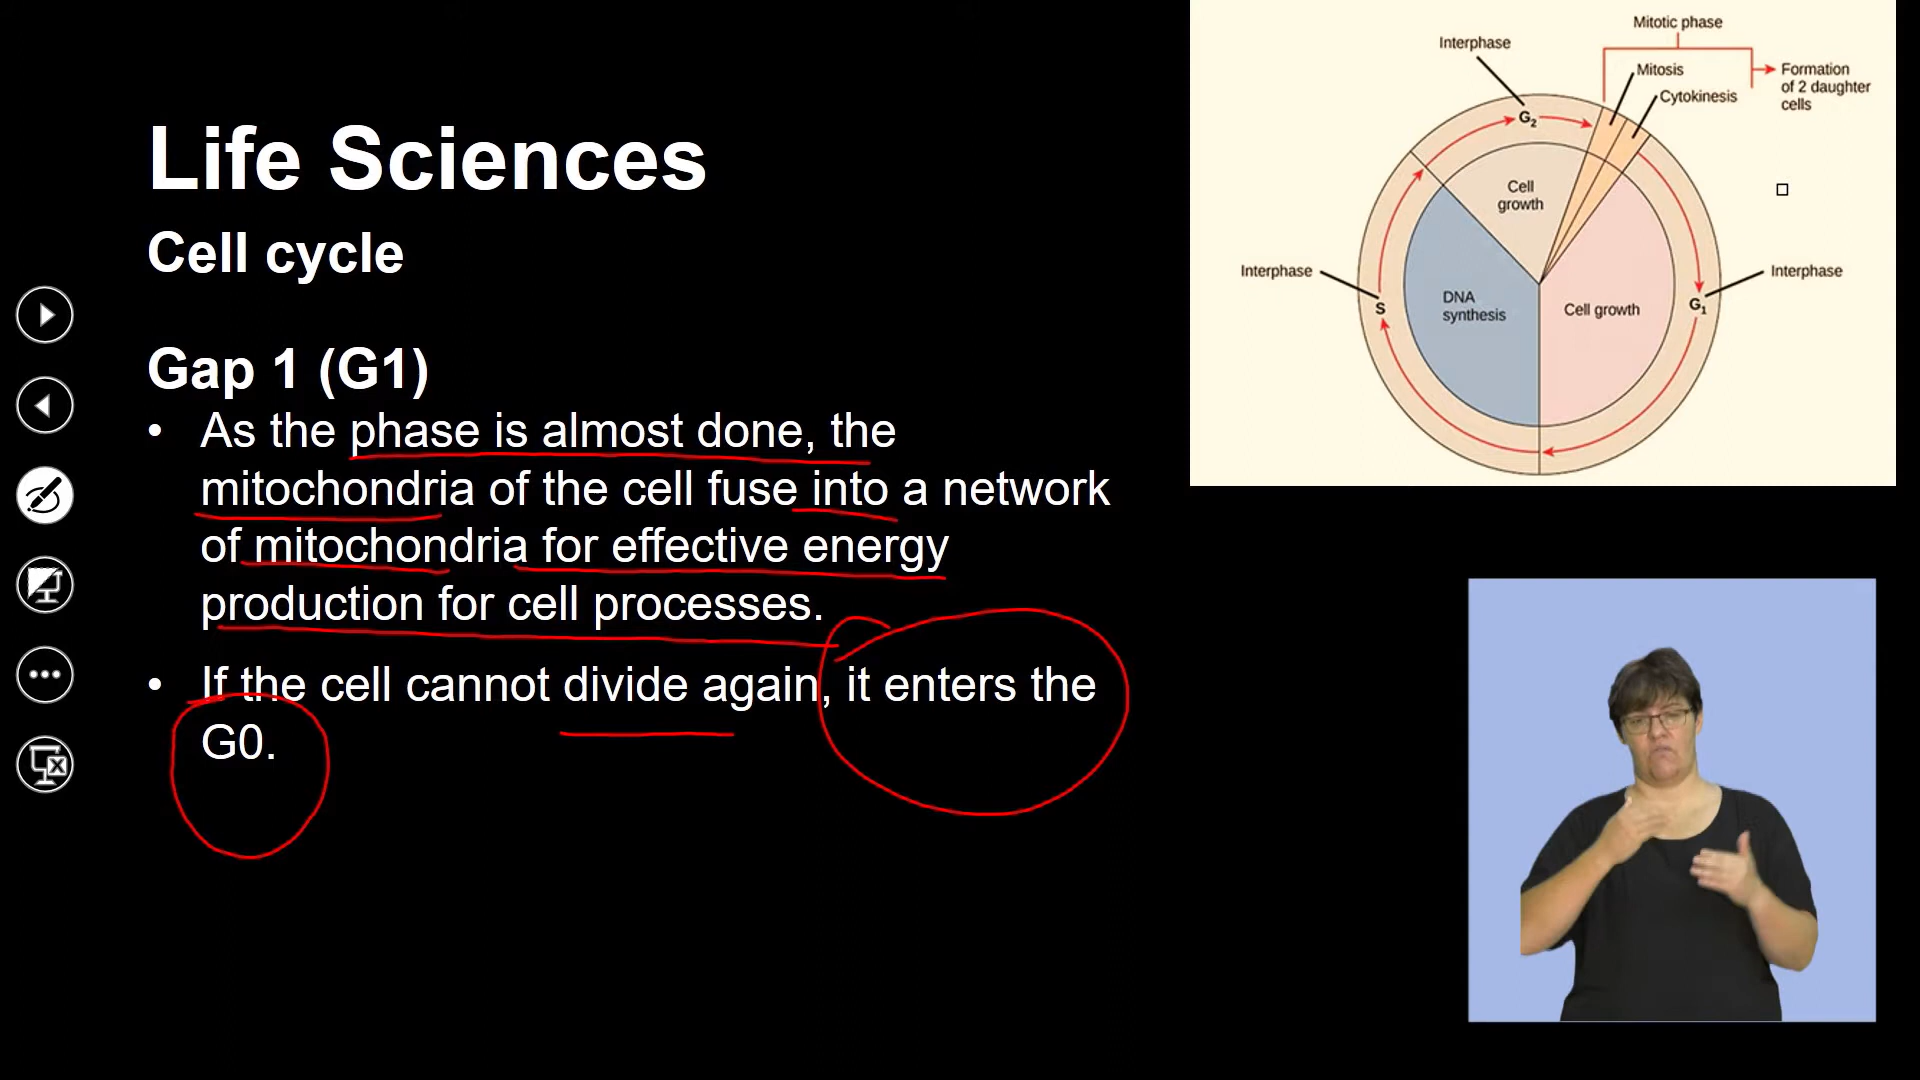 Life Sciences
Cell cycle
Gap 1 (G1)
• As the phase is almost done, the
mitochondria of the cell fuse into a network
of mitochondria for effective energy
production for cell processes.
• If the cell cannot divide again, it enters the
G0.
Mitotic phase
Interphase
Mitosis
Cytokinesis
Formation
of 2 daughter
cells
G₂
Cell
growth
Interphase
S
DNA
synthesis
Cell growth
G₁
Interphase